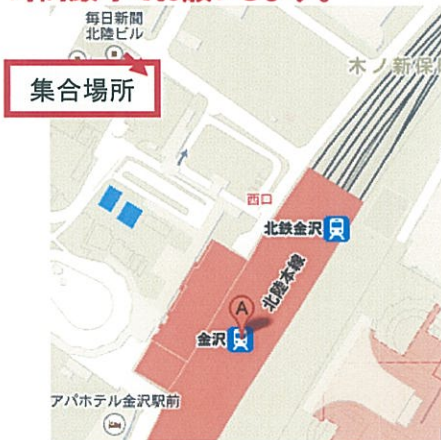 毎日新聞
北陸ビル
集合場所
木ノ新保
西口
北鉄金沢
北陸本線
A
金沢
アパホテル金沢駅前